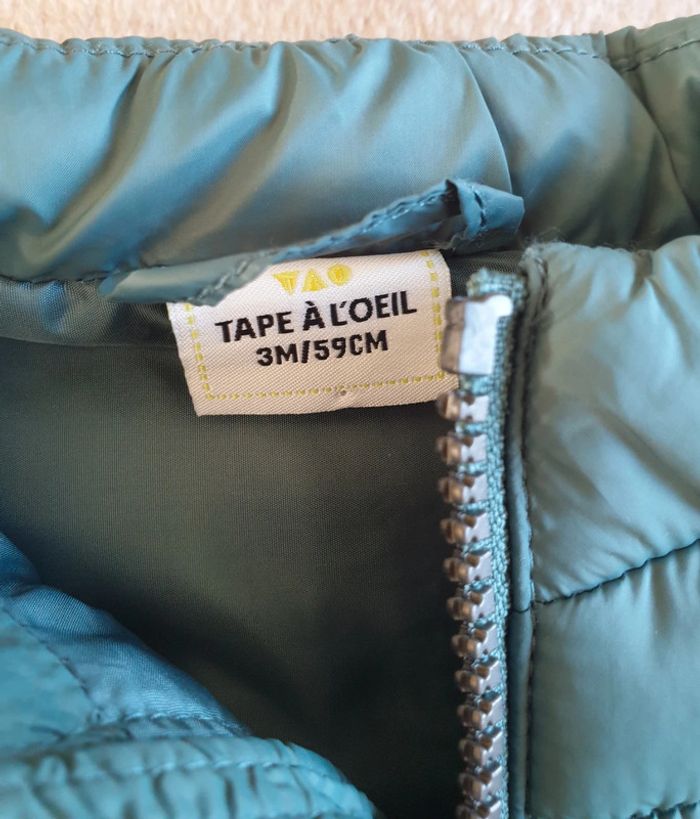 TAO
TAPE À L'OEIL
3M/59CM